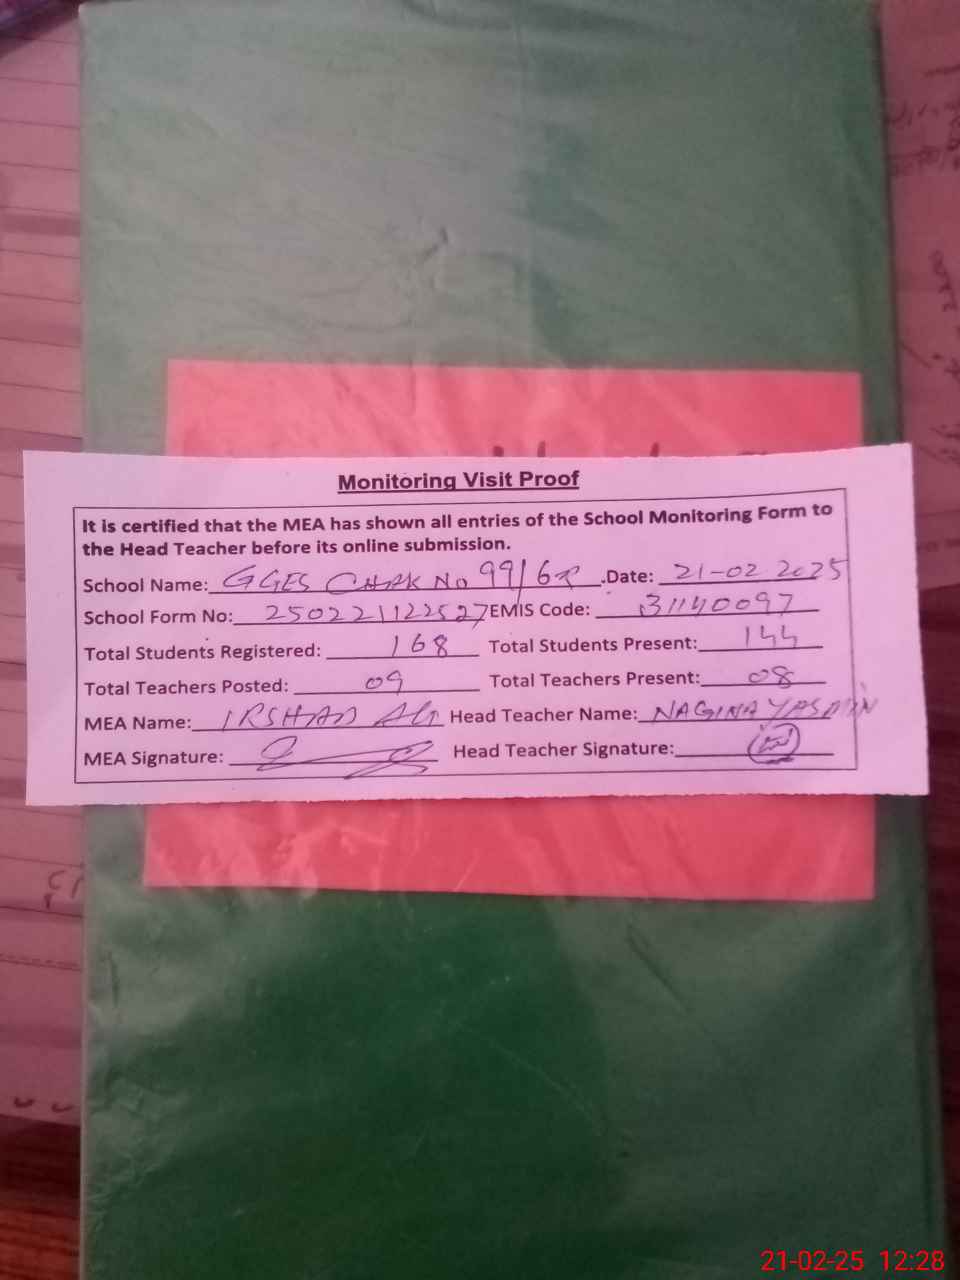 Monitoring Visit Proof
It is certified that the MEA has shown all entries of the School Monitoring Form to
the Head Teacher before its online submission.
School Name: GGES CHAK No 99/6R .Date: 21-02 2025
School Form No: 2502211122527 EMIS Code: 31140097
Total Students Registered: 168 Total Students Present: 144
Total Teachers Posted: 09 Total Teachers Present: 08
MEA Name: IRSHAD ALI Head Teacher Name: NAGINA YASMIN
MEA Signature: Head Teacher Signature:
21-02-25 12:28